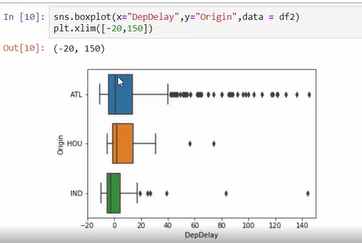 In [10]: sns.boxplot(x="DepDelay",y="Origin",data = df2)
plt.xlim([-20,150])
Out[10]: (-20, 150)
ATL
HOU
IND
Origin
-20 0 20 40 60 80 100 120 140
DepDelay